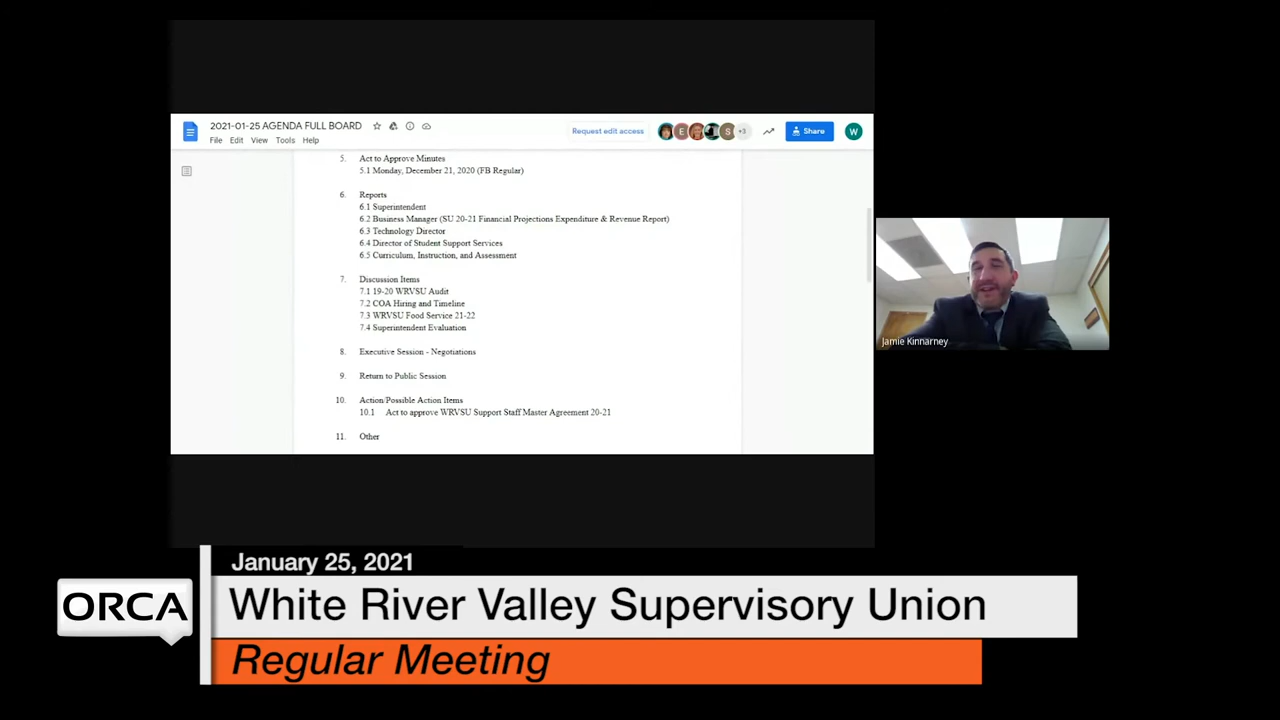 2021-01-25 AGENDA FULL BOARD
File Edit View Tools Help
Request edit access
E
S
+3
Share
W
5. Act to Approve Minutes
5.1 Monday, December 21, 2020 (FB Regular)
6. Reports
6.1 Superintendent
6.2 Business Manager (SU 20-21 Financial Projections Expenditure & Revenue Report)
6.3 Technology Director
6.4 Director of Student Support Services
6.5 Curriculum, Instruction, and Assessment
7. Discussion Items
7.1 19-20 WRVSU Audit
7.2 COA Hiring and Timeline
7.3 WRVSU Food Service 21-22
7.4 Superintendent Evaluation
8. Executive Session - Negotiations
9. Return to Public Session
10. Action/Possible Action Items
10.1 Act to approve WRVSU Support Staff Master Agreement 20-21
11. Other
Jamie Kinnarney
January 25, 2021
ORCA
White River Valley Supervisory Union
Regular Meeting